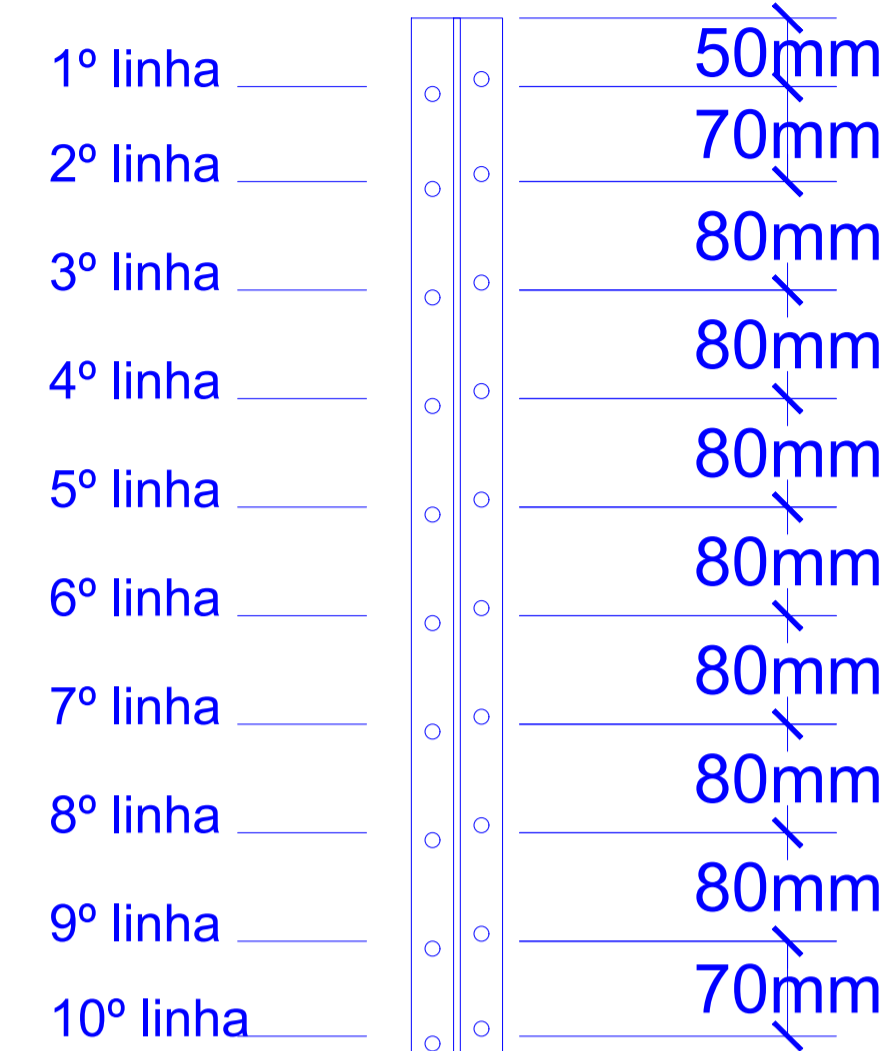 50mm
1º linha
70mm
2º linha
80mm
3º linha
80mm
4º linha
80mm
5º linha
80mm
6º linha
80mm
7º linha
80mm
8º linha
80mm
9º linha
70mm
10º linha